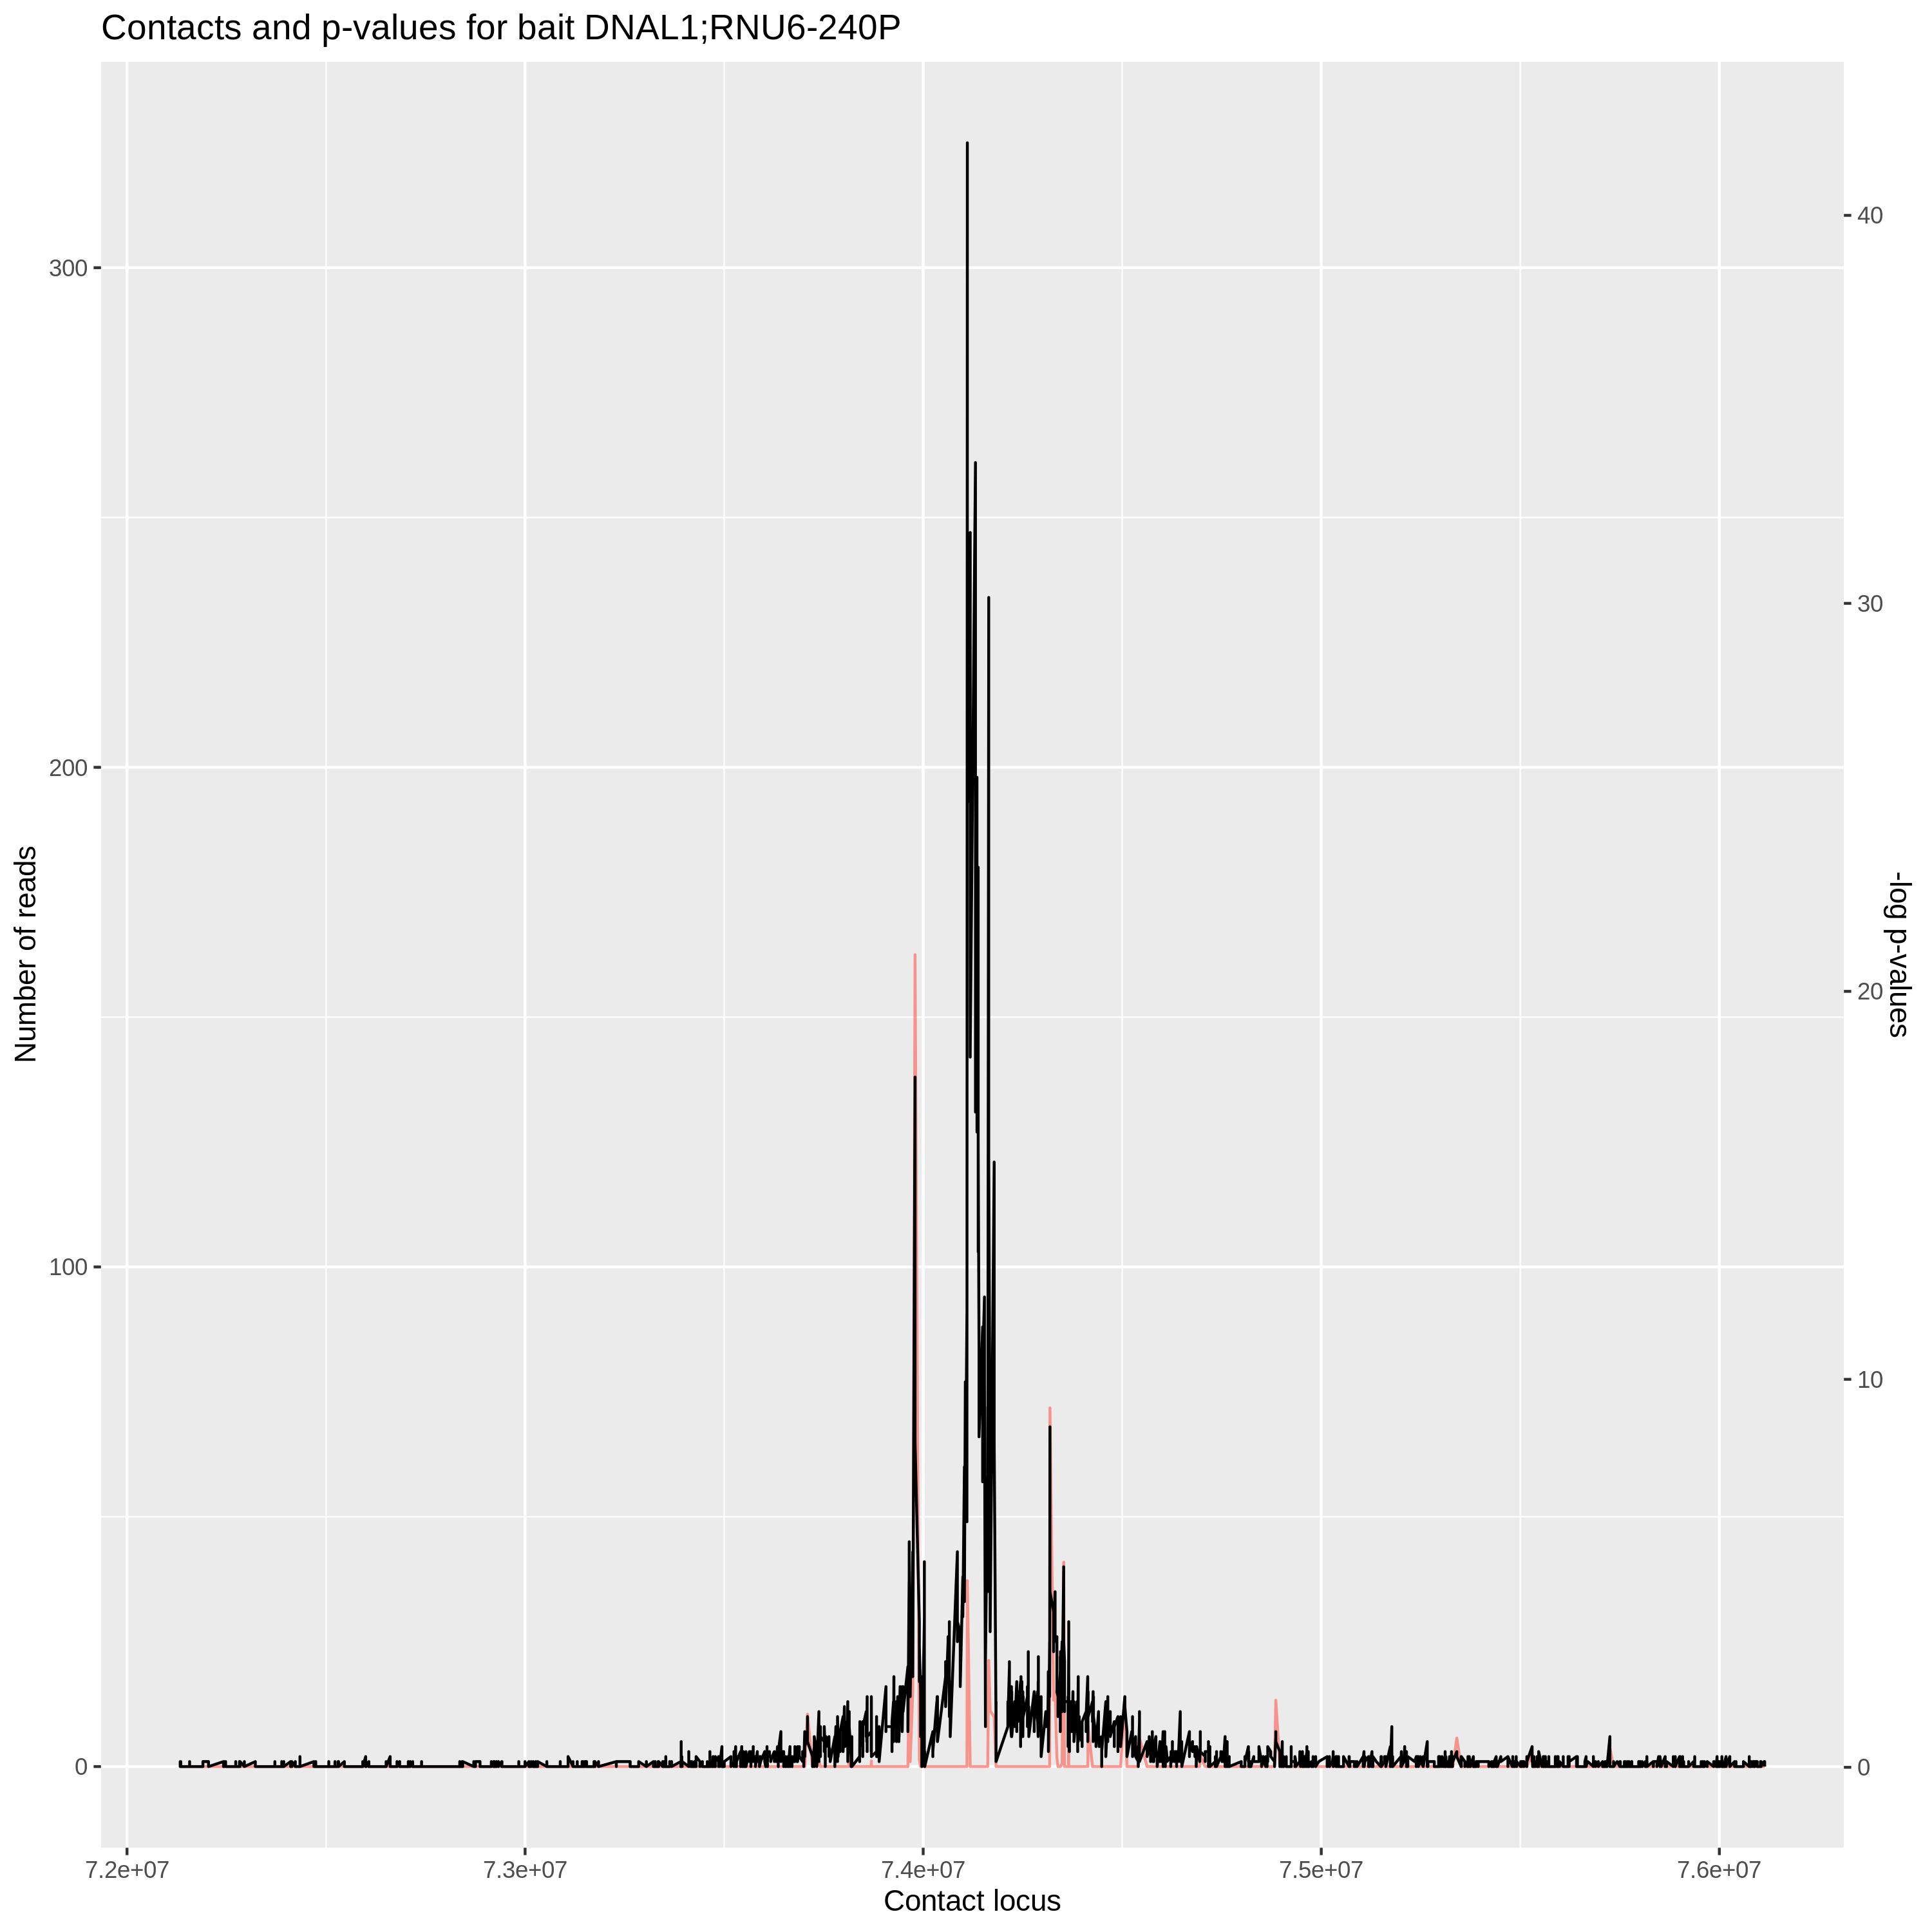 Contacts and p-values for bait DNAL1;RNU6-240P
300
200
100
0
Number of reads
40
30
20
10
0
-log p-values
7.2e+07 7.3e+07 7.4e+07 7.5e+07 7.6e+07
Contact locus